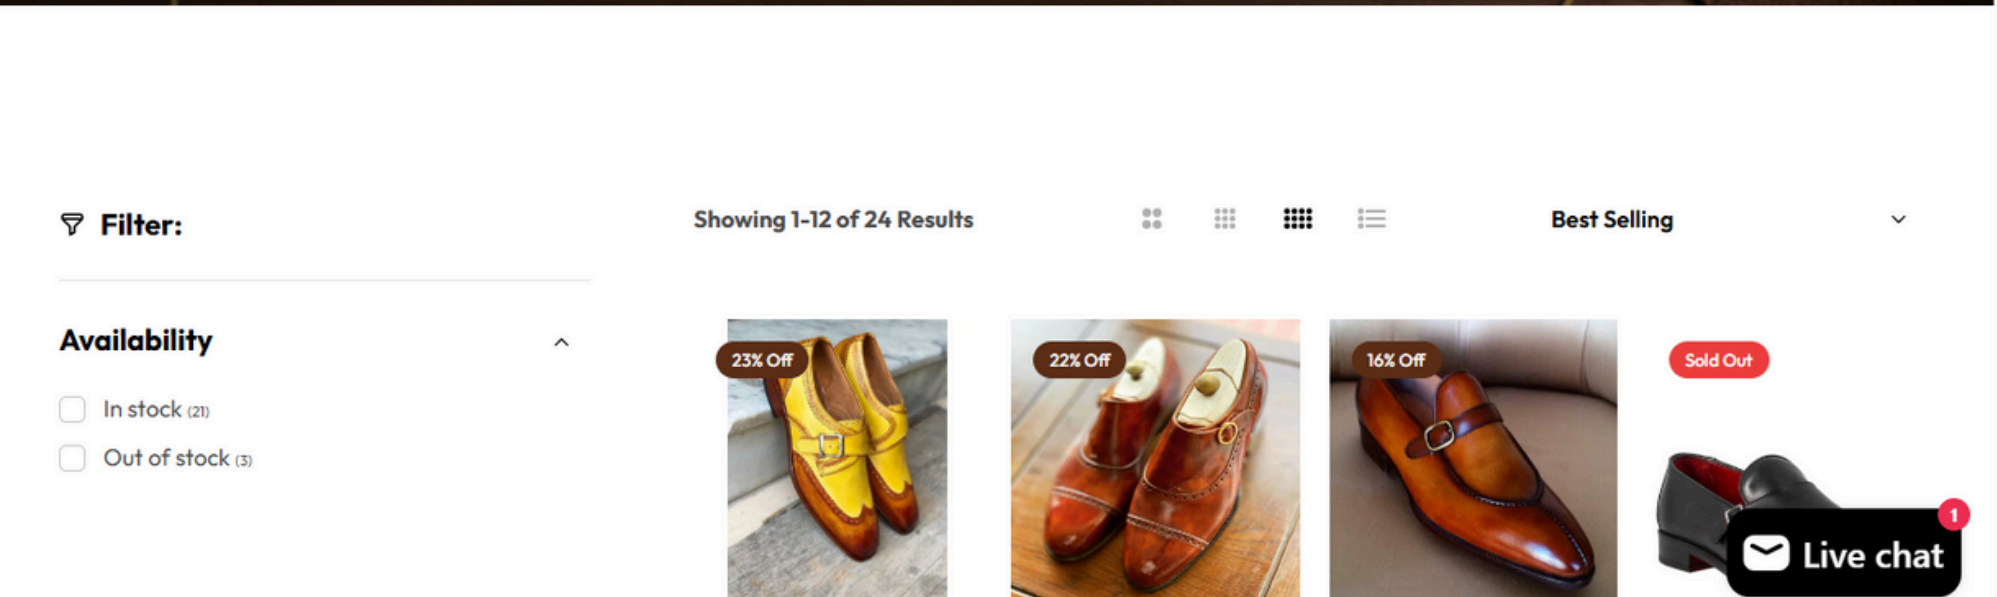 Filter:
Showing 1-12 of 24 Results
Best Selling
Availability
In stock (21)
Out of stock (3)
23% Off
22% Off
16% Off
Sold Out
1
Live chat